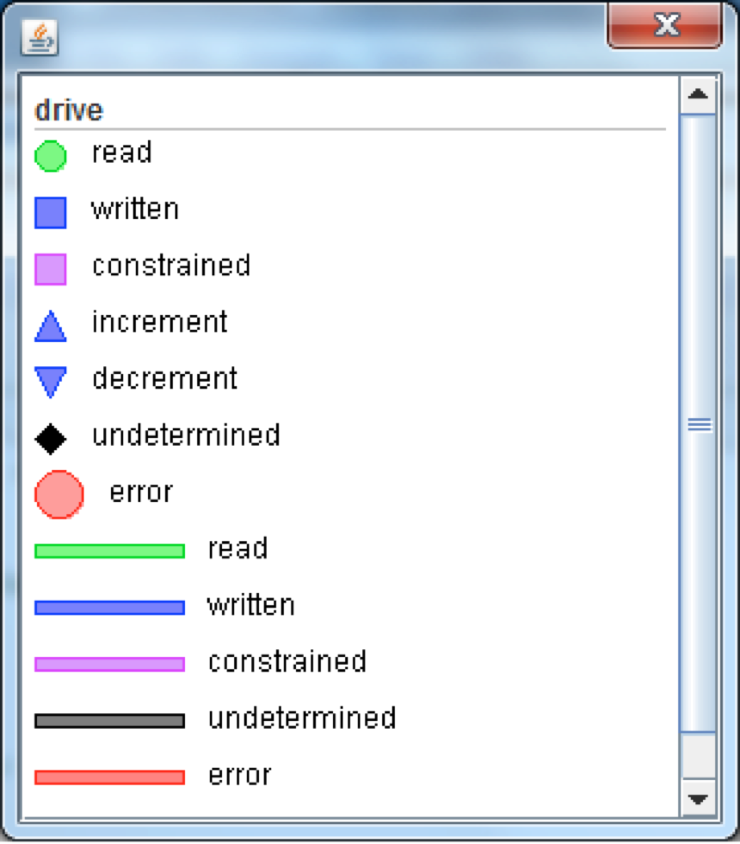 drive
read
written
constrained
increment
decrement
undetermined
error
read
written
constrained
undetermined
error